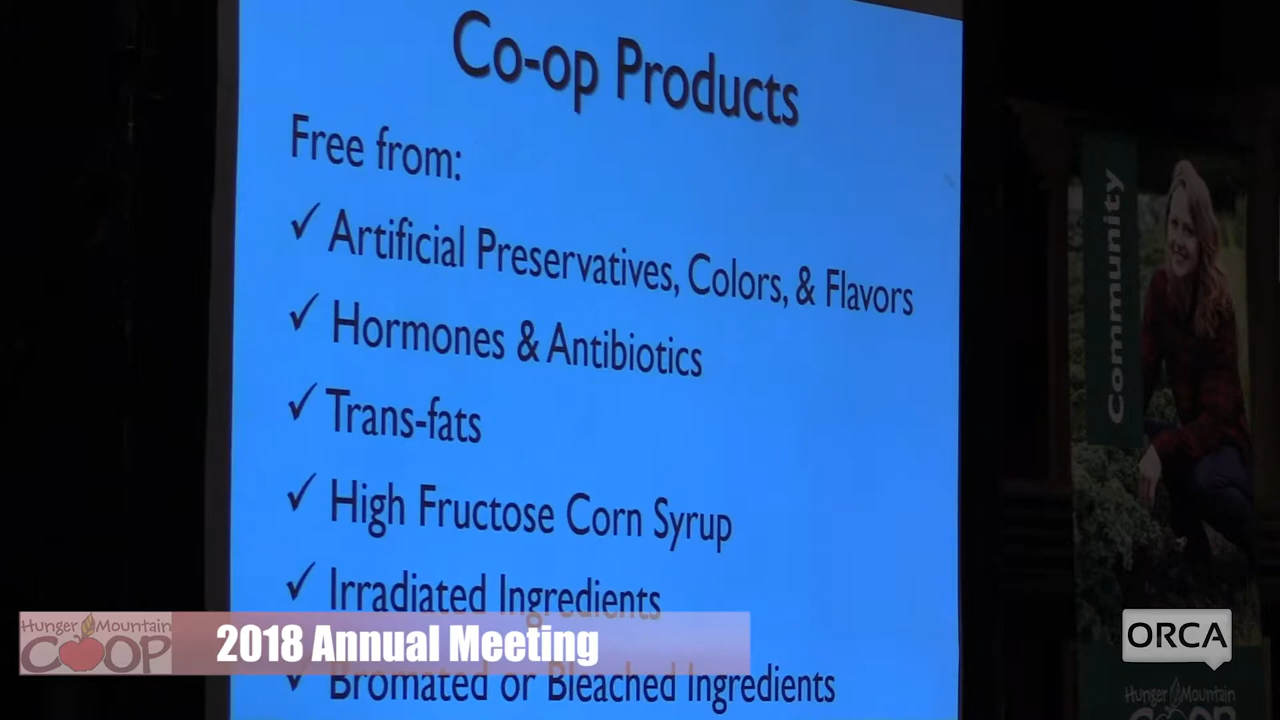 Co-op Products
Free from:
✓ Artificial Preservatives, Colors, & Flavors
✓ Hormones & Antibiotics
✓ Trans-fats
✓ High Fructose Corn Syrup
✓ Irradiated Ingredients
✓ Bromated or Bleached Ingredients
Community
Hunger Mountain
COOP
2018 Annual Meeting
ORCA
Hunger Mountain
COOP